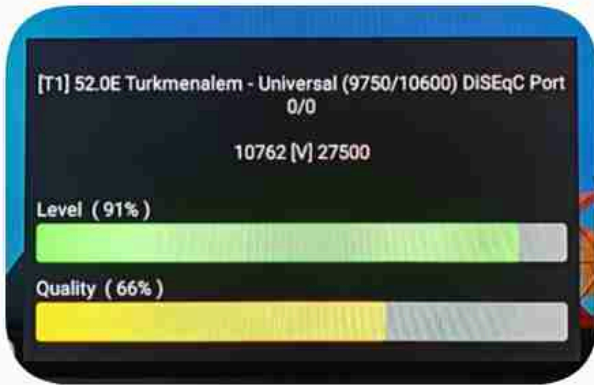 [T1] 52.0E Turkmenalem - Universal (9750/10600) DiSEqC Port
0/0
10762 [V] 27500
Level ( 91% )
Quality ( 66% )